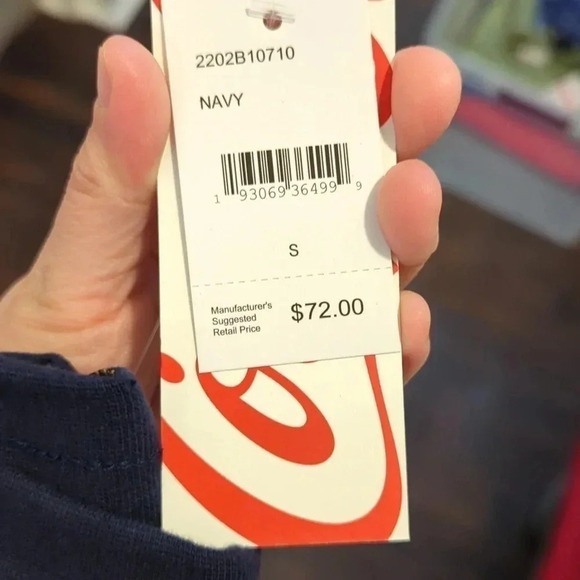 2202B10710
NAVY
1 93069 36499 9
S
Manufacturer's
Suggested
Retail Price
$72.00